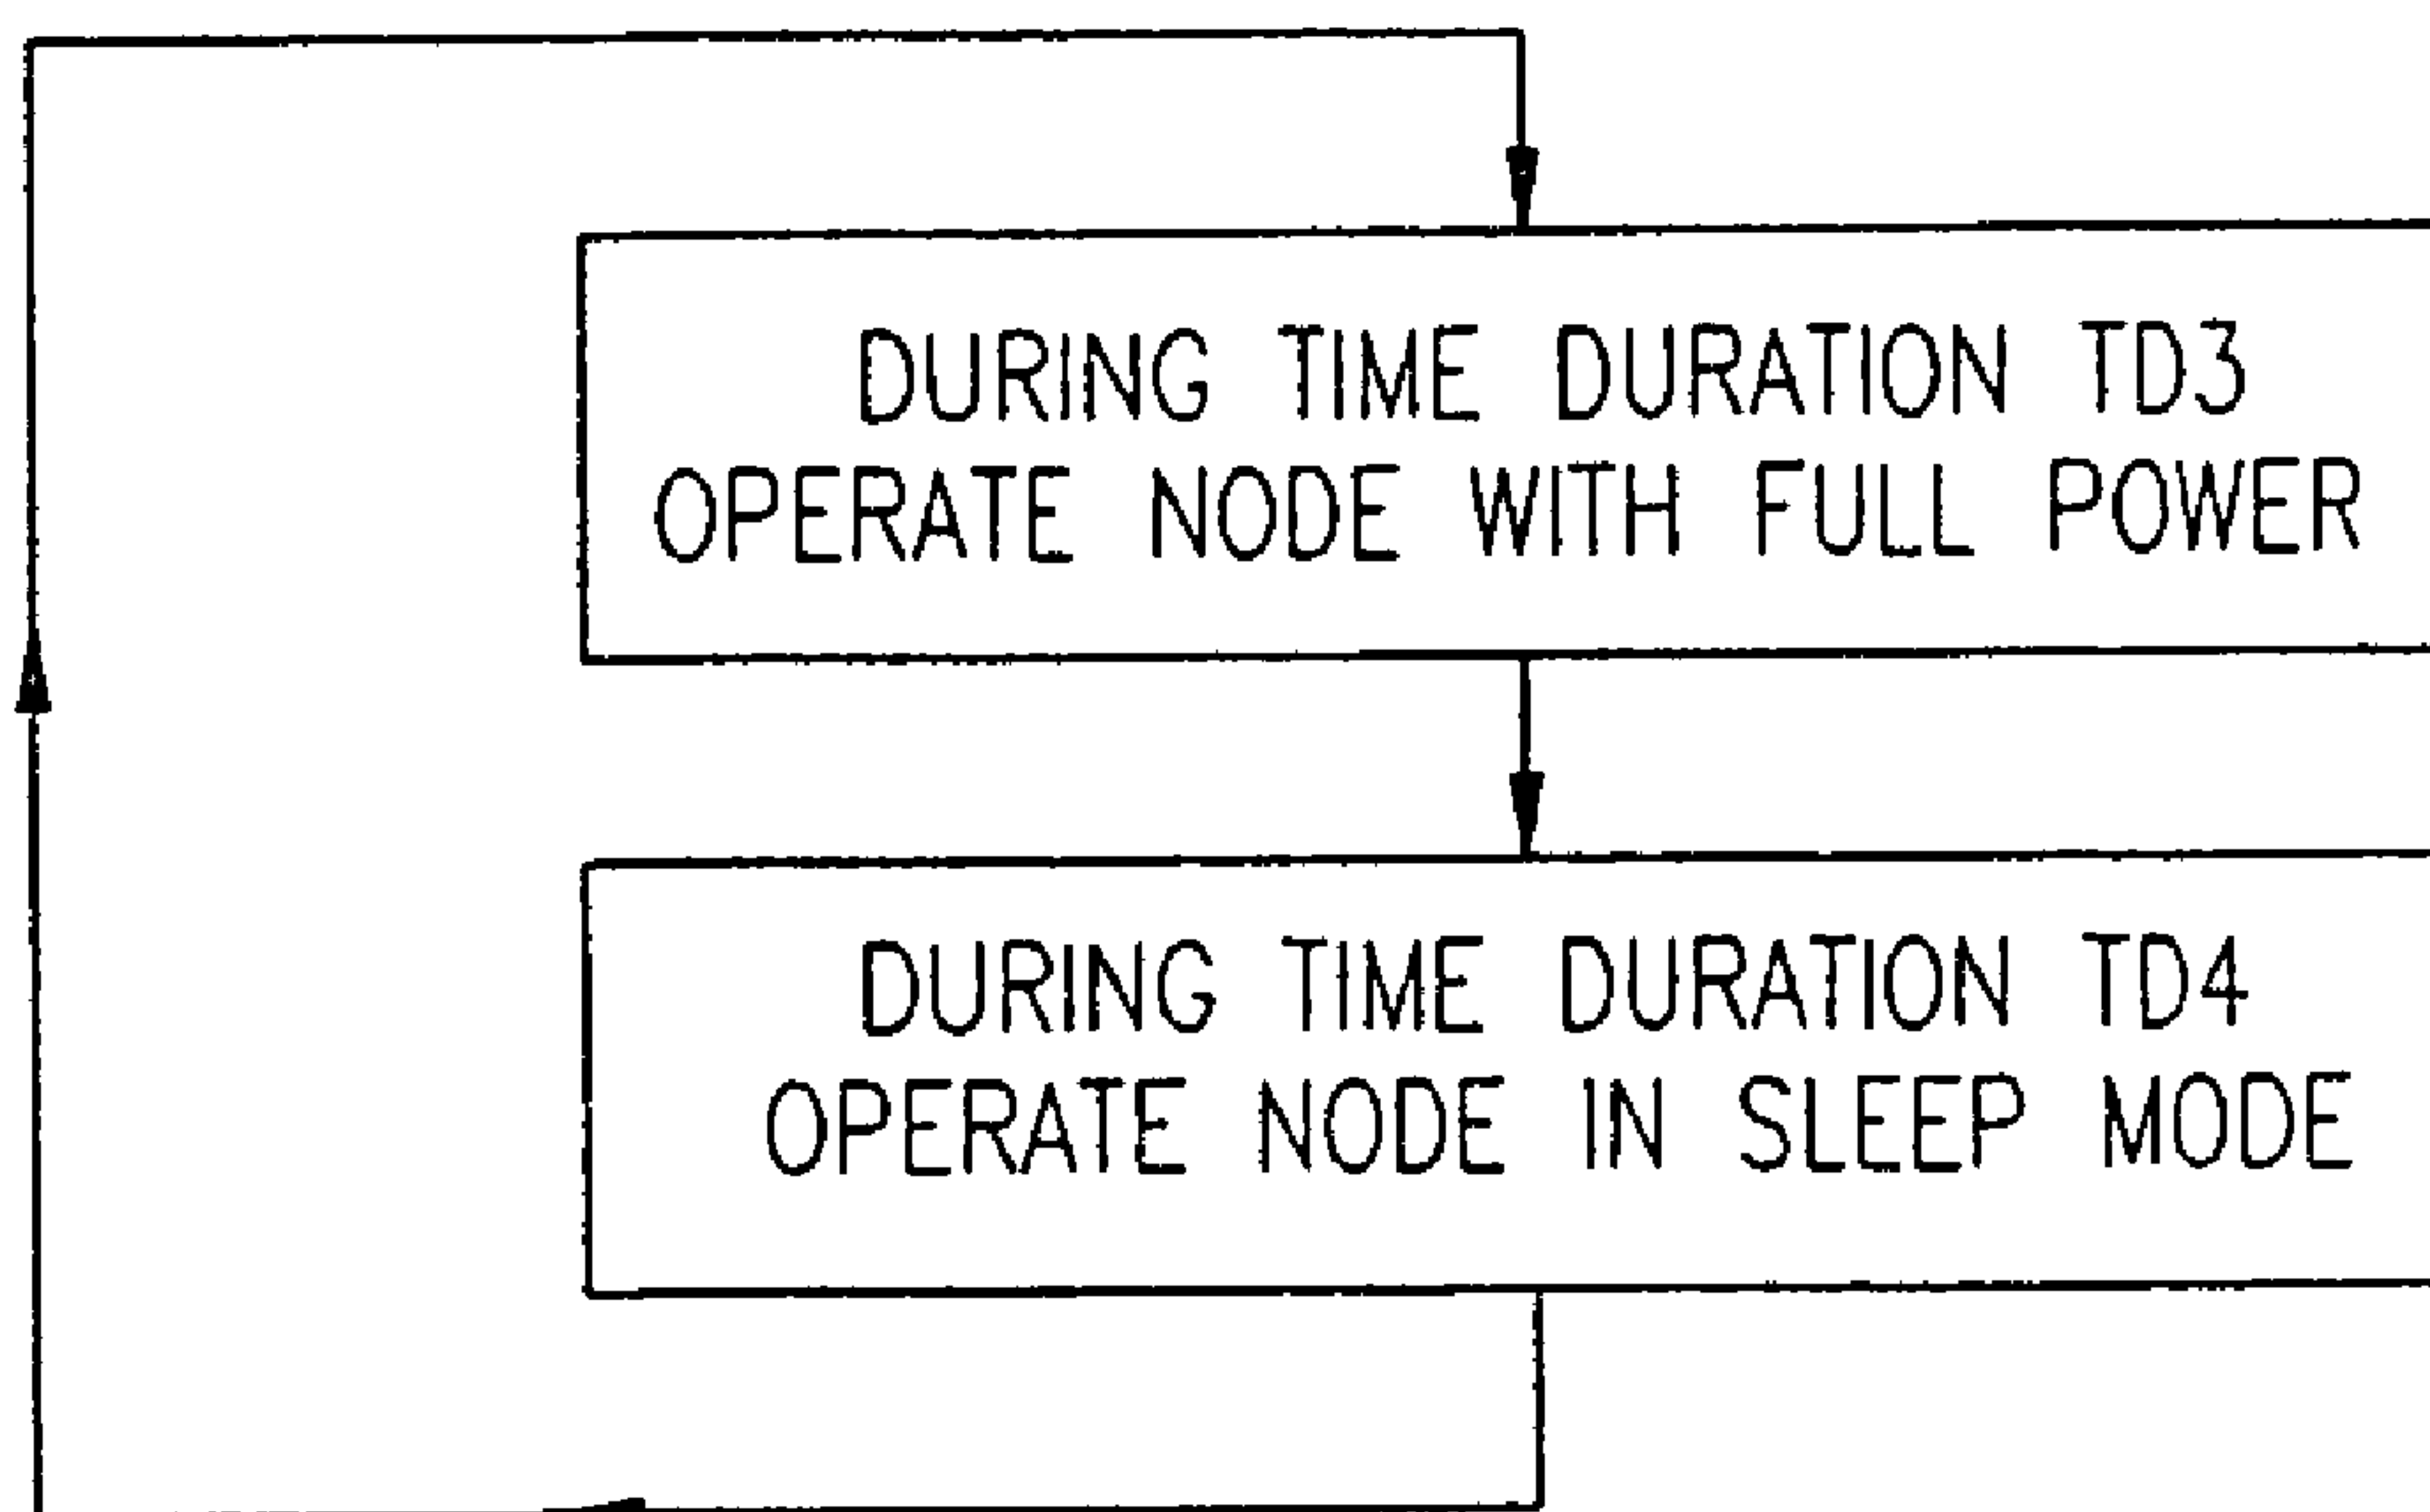 DURING TIME DURATION TD3
OPERATE NODE WITH FULL POWER
DURING TIME DURATION TD4
OPERATE NODE IN SLEEP MODE